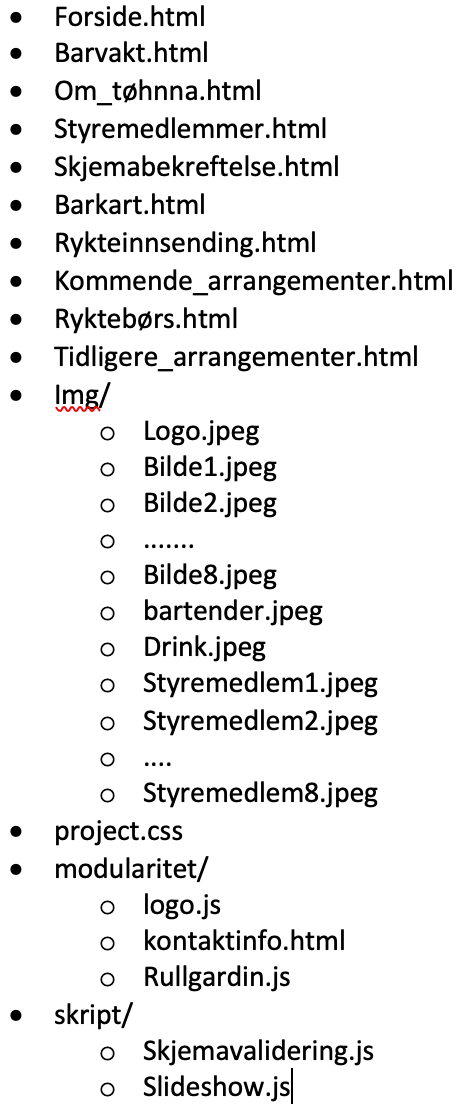 Forside.html
Barvakt.html
Om_tøhnna.html
Styremedlemmer.html
Skjemabekreftelse.html
Barkart.html
Rykteinnsending.html
Kommende_arrangementer.html
Ryktebørs.html
Tidligere_arrangementer.html
Img/
Logo.jpeg
Bilde1.jpeg
Bilde2.jpeg
.......
Bilde8.jpeg
bartender.jpeg
Drink.jpeg
Styremedlem1.jpeg
Styremedlem2.jpeg
....
Styremedlem8.jpeg
project.css
modularitet/
logo.js
kontaktinfo.html
Rullgardin.js
skript/
Skjemavalidering.js
Slideshow.js